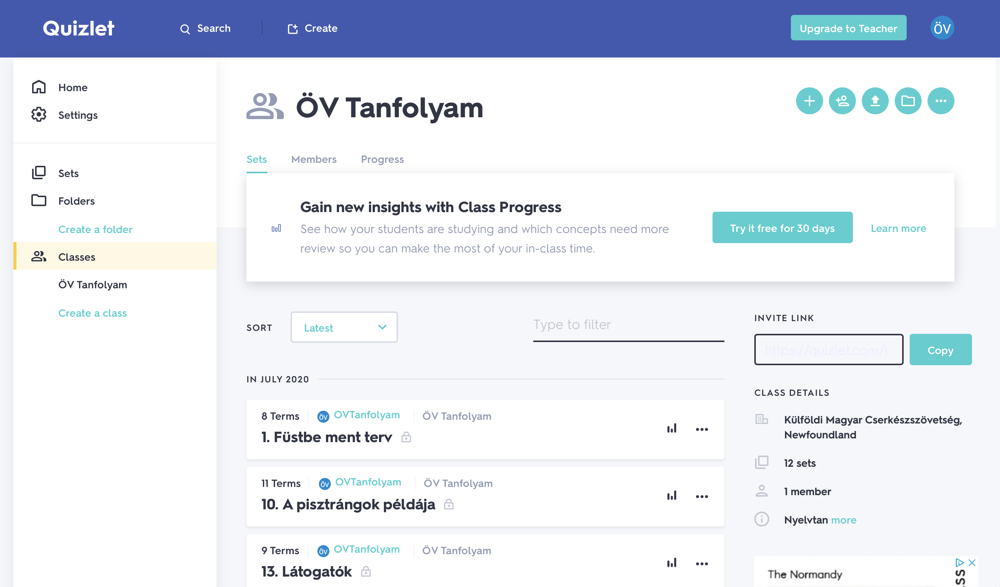 Quizlet
Search
Create
Upgrade to Teacher
ÖV
Home
Settings
Sets
Folders
Create a folder
Classes
ÖV Tanfolyam
Create a class
ÖV Tanfolyam
Sets
Members
Progress
Gain new insights with Class Progress
See how your students are studying and which concepts need more
review so you can make the most of your in-class time.
Try it free for 30 days
Learn more
SORT
Latest
Type to filter
IN JULY 2020
8 Terms
ÖV
OVTanfolyam
ÖV Tanfolyam
1. Füstbe ment terv
11 Terms
ÖV
OVTanfolyam
ÖV Tanfolyam
10. A pisztrángok példája
9 Terms
ÖV
OVTanfolyam
ÖV Tanfolyam
13. Látogatók
INVITE LINK
https://quizlet.com/j
Copy
CLASS DETAILS
Külföldi Magyar Cserkészszövetség,
Newfoundland
12 sets
1 member
Nyelvtan more
The Normandy